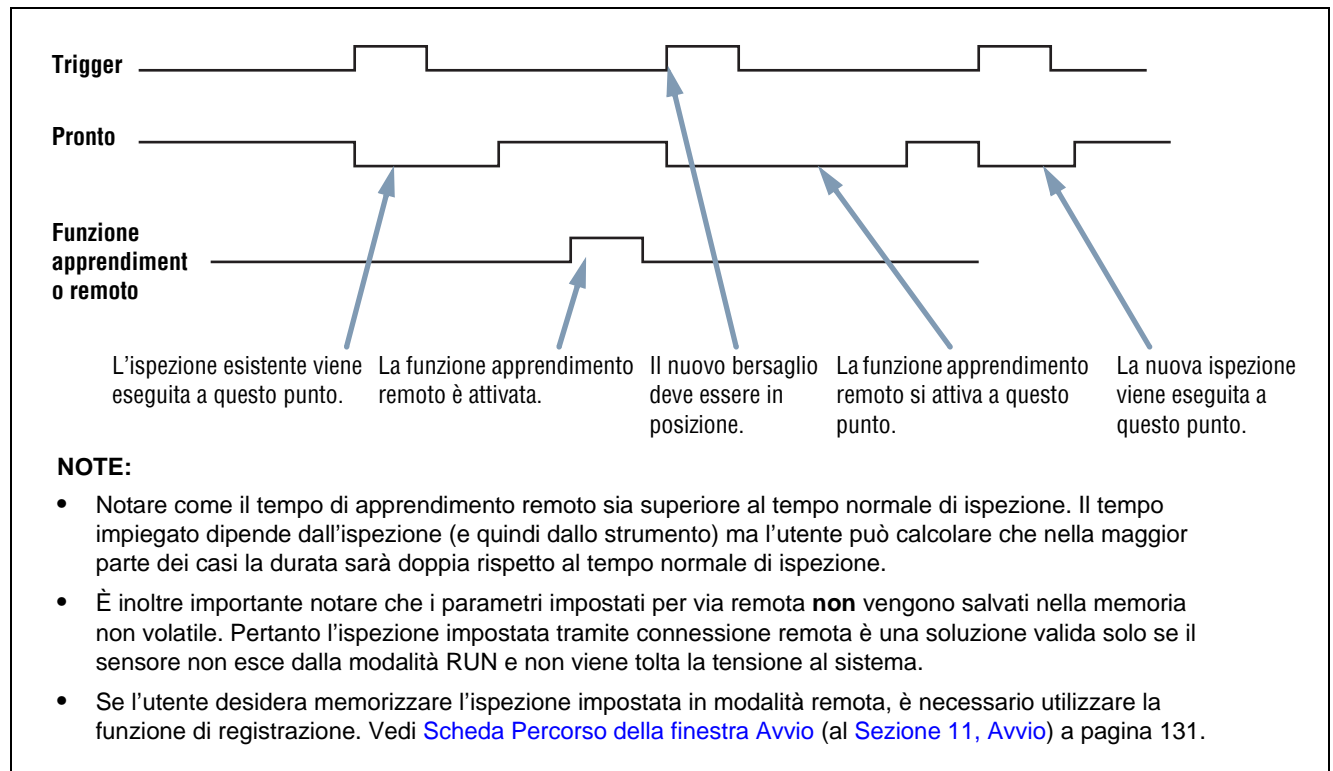 Trigger
Pronto
Funzione
apprendiment
o remoto
L’ispezione esistente viene
eseguita a questo punto.
La funzione apprendimento
remoto è attivata.
Il nuovo bersaglio
deve essere in
posizione.
La funzione apprendimento
remoto si attiva a questo
punto.
La nuova ispezione
viene eseguita a
questo punto.
NOTE:
• Notare come il tempo di apprendimento remoto sia superiore al tempo normale di ispezione. Il tempo
impiegato dipende dall’ispezione (e quindi dallo strumento) ma l’utente può calcolare che nella maggior
parte dei casi la durata sarà doppia rispetto al tempo normale di ispezione.
• È inoltre importante notare che i parametri impostati per via remota non vengono salvati nella memoria
non volatile. Pertanto l’ispezione impostata tramite connessione remota è una soluzione valida solo se il
sensore non esce dalla modalità RUN e non viene tolta la tensione al sistema.
• Se l’utente desidera memorizzare l’ispezione impostata in modalità remota, è necessario utilizzare la
funzione di registrazione. Vedi Scheda Percorso della finestra Avvio (al Sezione 11, Avvio) a pagina 131.